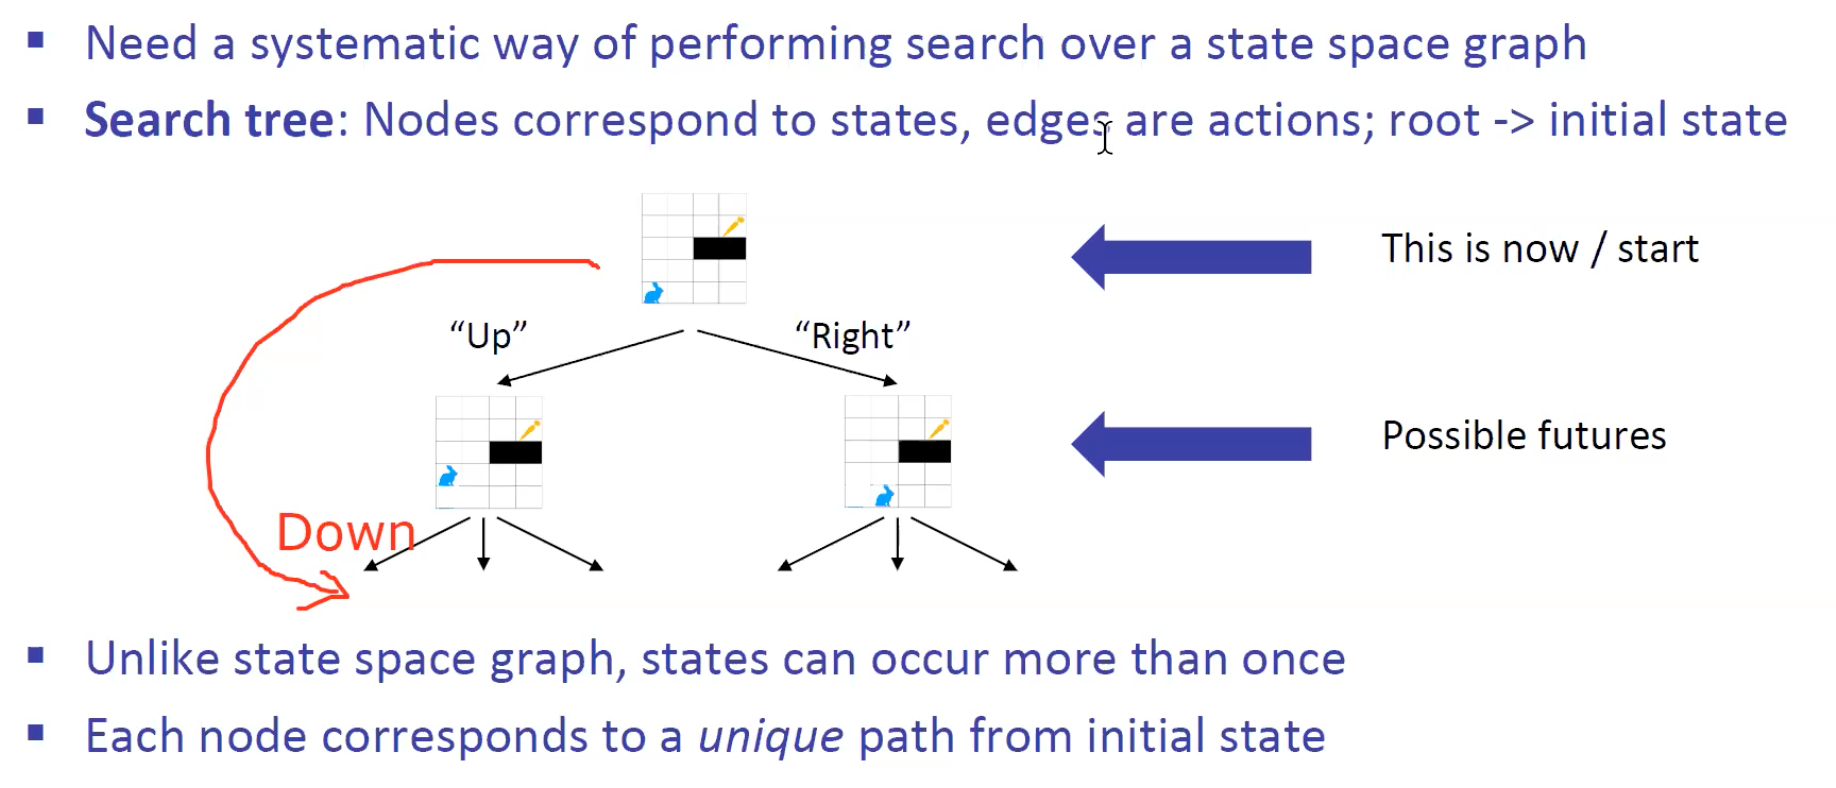 Need a systematic way of performing search over a state space graph
Search tree: Nodes correspond to states, edges are actions; root -> initial state
This is now / start
“Up” “Right”
Possible futures
Down
Unlike state space graph, states can occur more than once
Each node corresponds to a unique path from initial state